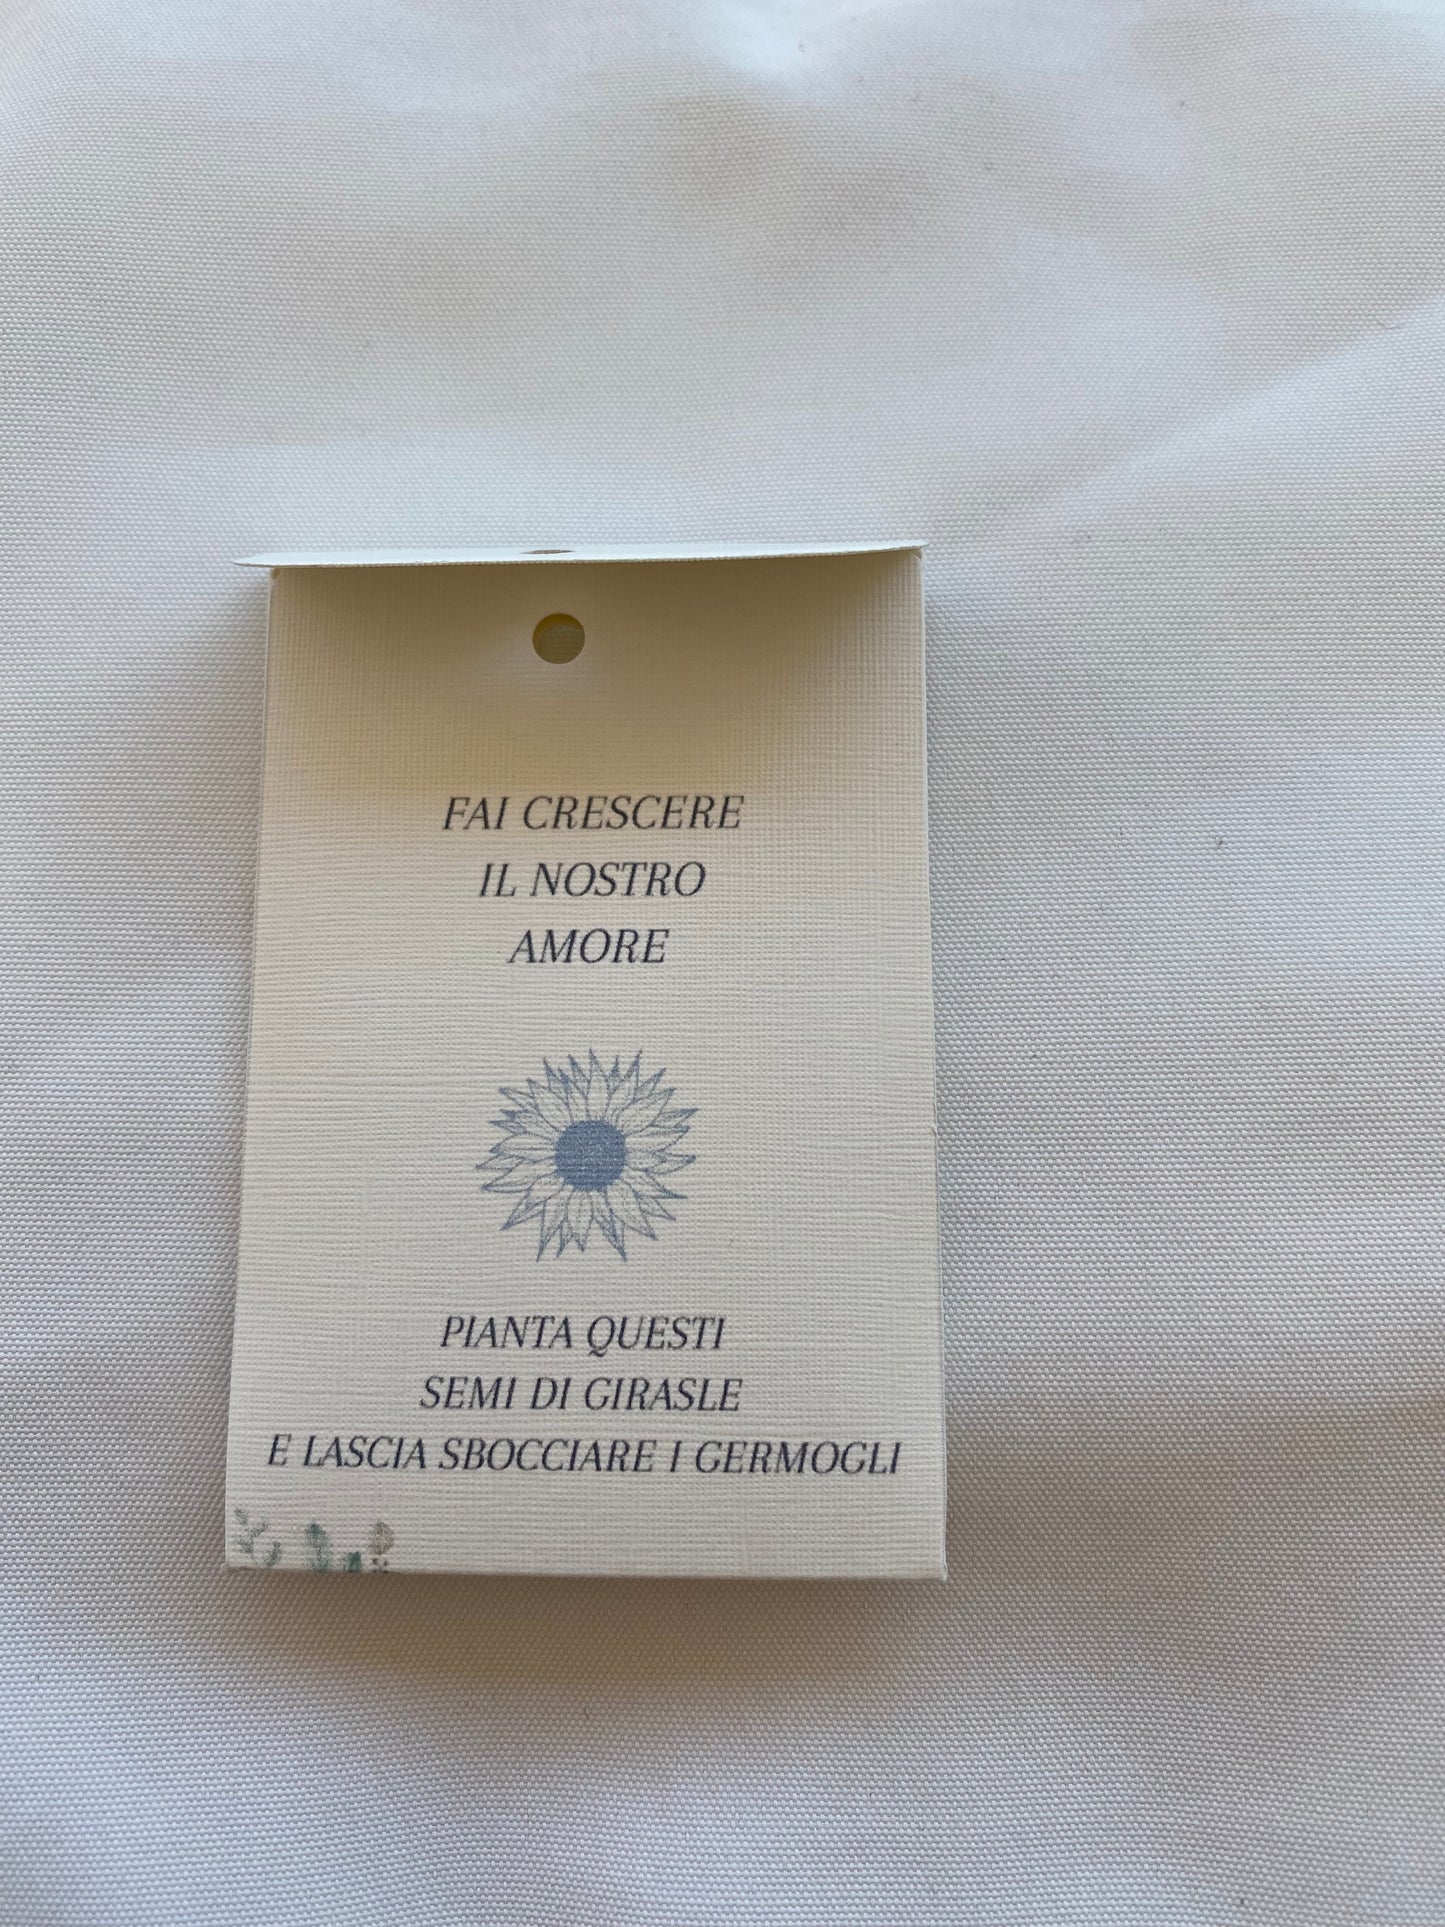 FAI CRESCERE
IL NOSTRO
AMORE
PIANTA QUESTI
SEMI DI GIRASLE
E LASCIA SBOCCIARE I GERMOGLI